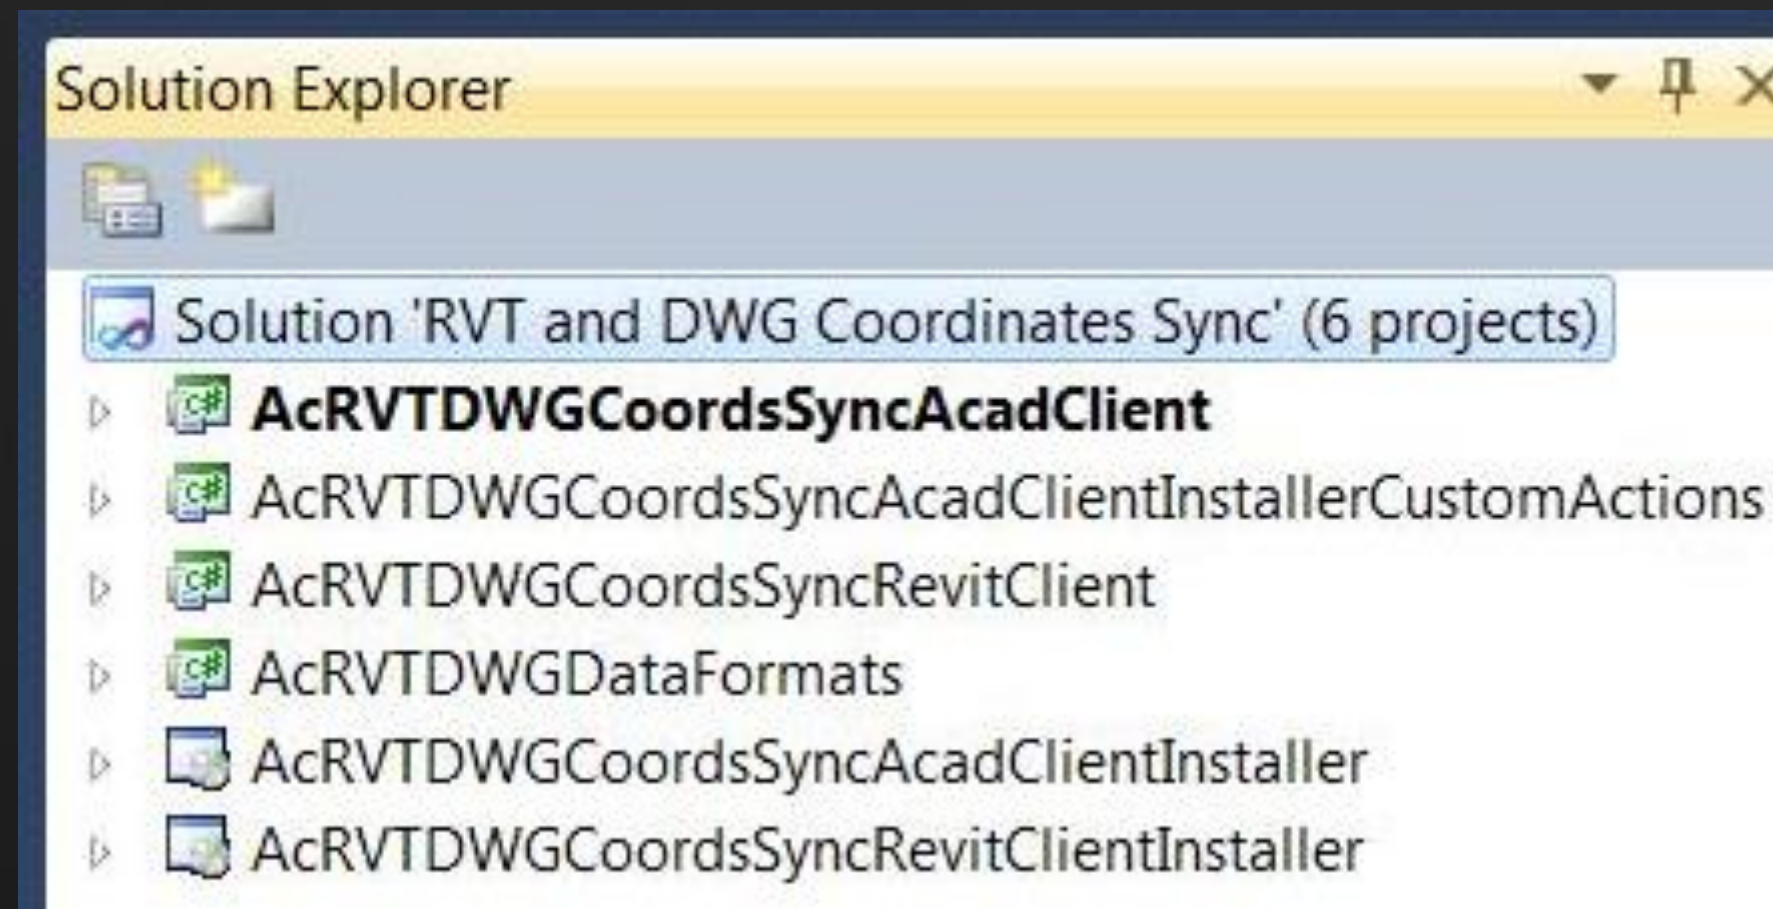 Solution Explorer
Solution 'RVT and DWG Coordinates Sync' (6 projects)
AcRVTDWGCoordsSyncAcadClient
AcRVTDWGCoordsSyncAcadClientInstallerCustomActions
AcRVTDWGCoordsSyncRevitClient
AcRVTDWGDataFormats
AcRVTDWGCoordsSyncAcadClientInstaller
AcRVTDWGCoordsSyncRevitClientInstaller